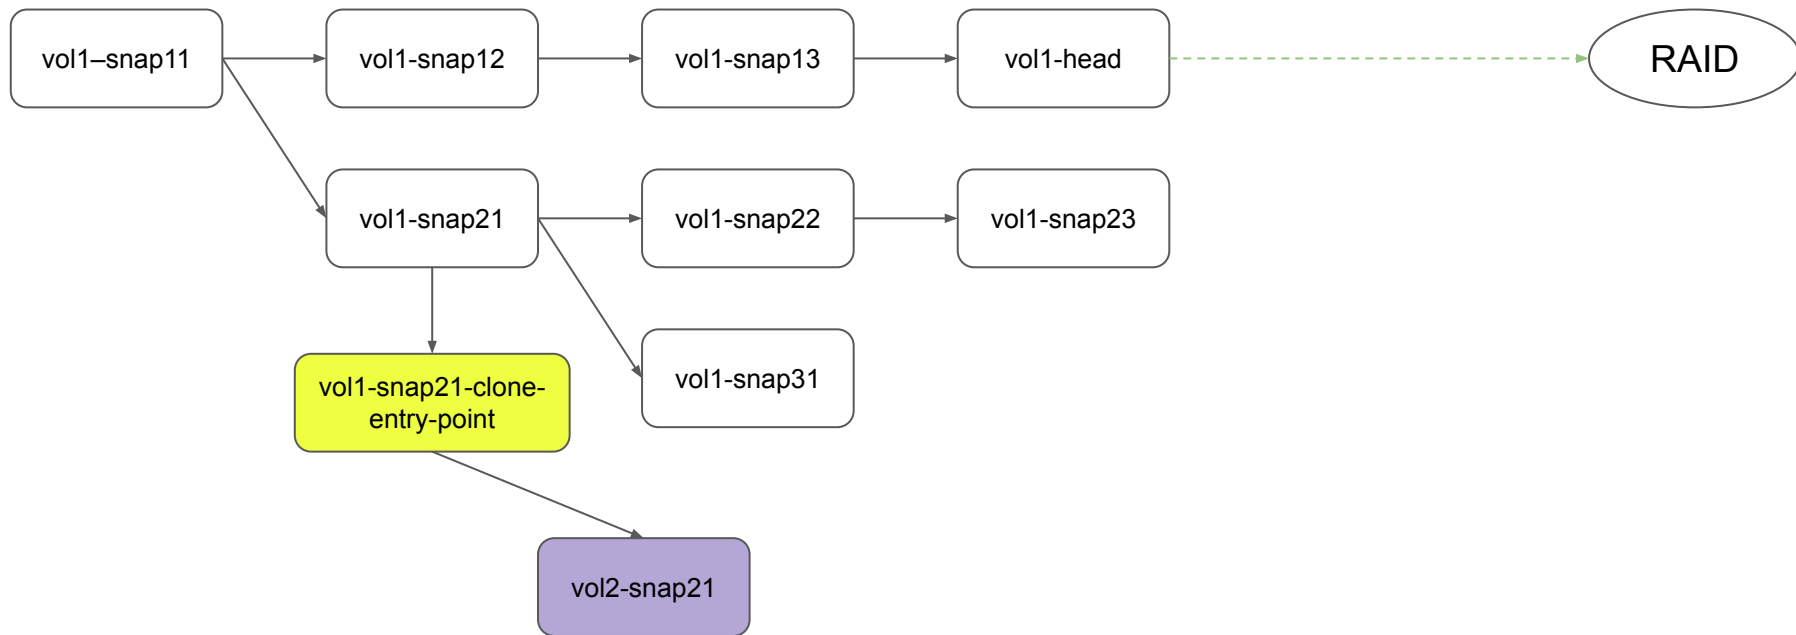 vol1–snap11
vol1-snap12
vol1-snap13
vol1-head
RAID
vol1-snap21
vol1-snap22
vol1-snap23
vol1-snap21-clone-
entry-point
vol1-snap31
vol2-snap21